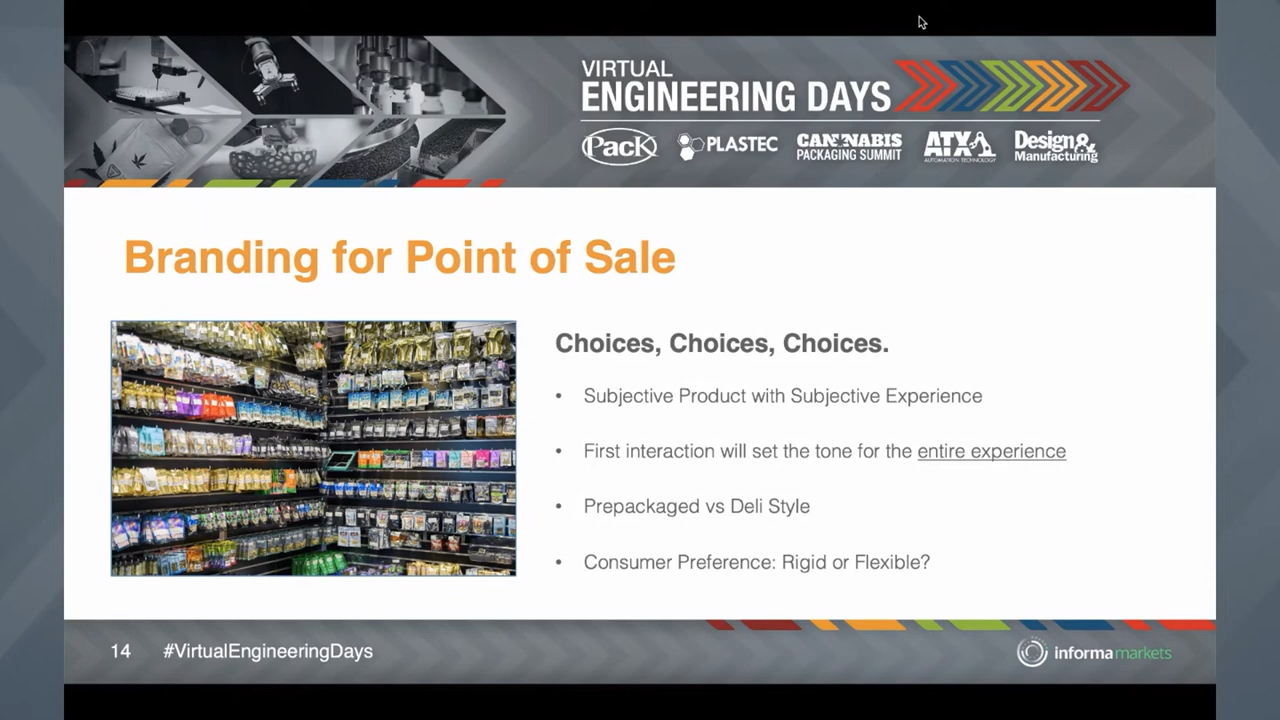 VIRTUAL
ENGINEERING DAYS
PacK
PLASTEC
CANNABIS
PACKAGING SUMMIT
ATX
AUTOMATION TECHNOLOGY
Design&
Manufacturing
Branding for Point of Sale
Choices, Choices, Choices.
• Subjective Product with Subjective Experience
• First interaction will set the tone for the entire experience
• Prepackaged vs Deli Style
• Consumer Preference: Rigid or Flexible?
14 #VirtualEngineeringDays
informa markets